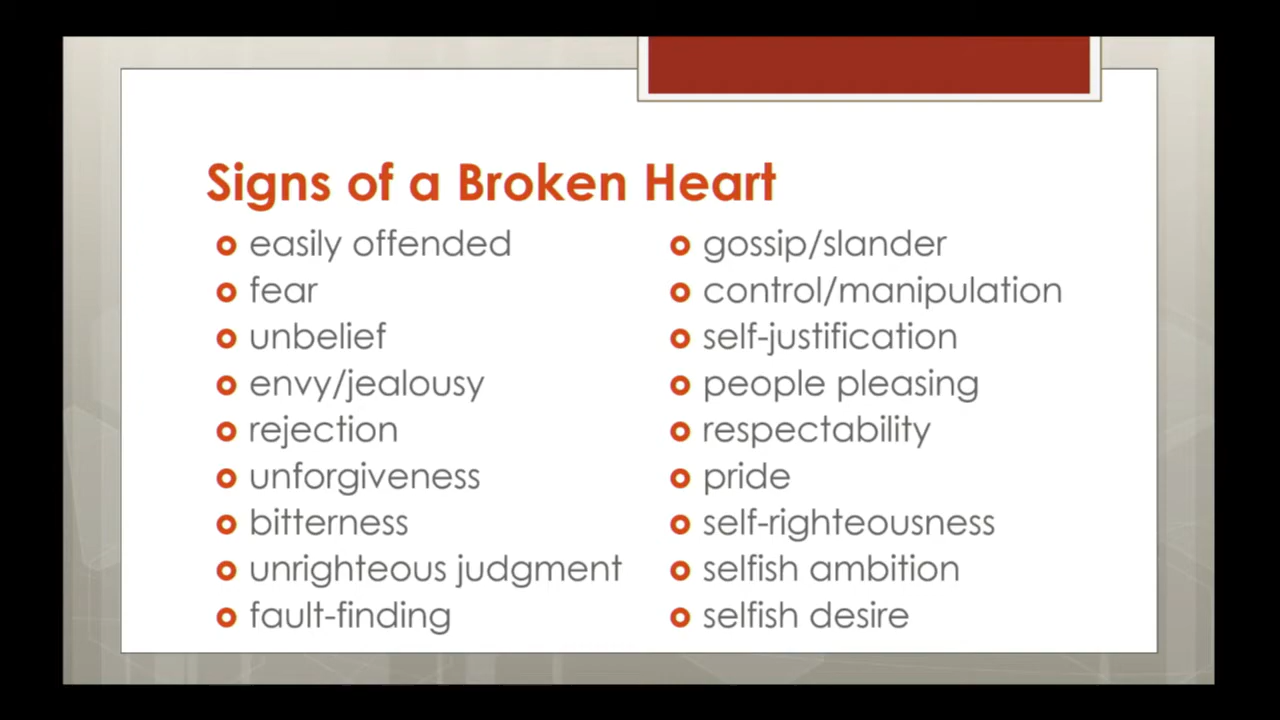 Signs of a Broken Heart
easily offended
fear
unbelief
envy/jealousy
rejection
unforgiveness
bitterness
unrighteous judgment
fault-finding
gossip/slander
control/manipulation
self-justification
people pleasing
respectability
pride
self-righteousness
selfish ambition
selfish desire